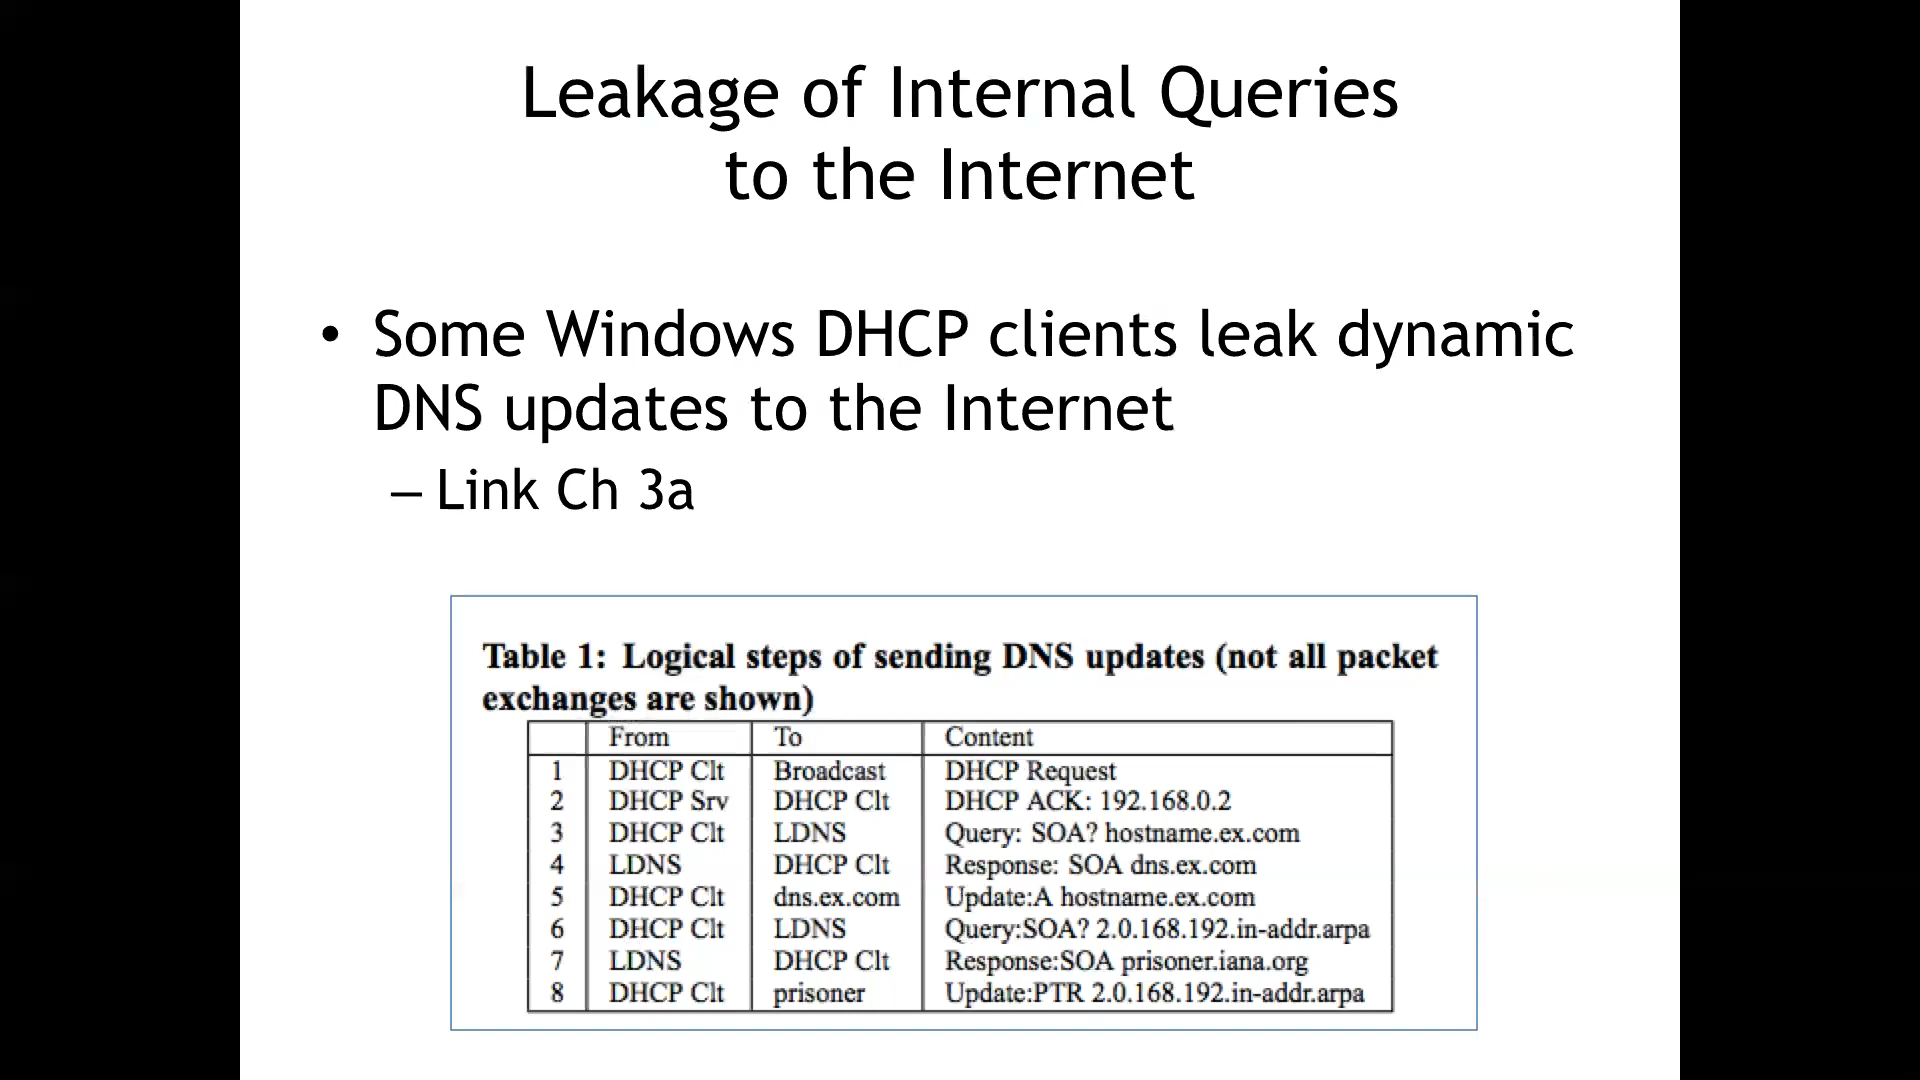 Leakage of Internal Queries
to the Internet
• Some Windows DHCP clients leak dynamic
DNS updates to the Internet
– Link Ch 3a
Table 1: Logical steps of sending DNS updates (not all packet
exchanges are shown)
From To Content
1 DHCP Clt Broadcast DHCP Request
2 DHCP Srv DHCP Clt DHCP ACK: 192.168.0.2
3 DHCP Clt LDNS Query: SOA? hostname.ex.com
4 LDNS DHCP Clt Response: SOA dns.ex.com
5 DHCP Clt dns.ex.com Update:A hostname.ex.com
6 DHCP Clt LDNS Query:SOA? 2.0.168.192.in-addr.arpa
7 LDNS DHCP Clt Response:SOA prisoner.iana.org
8 DHCP Clt prisoner Update:PTR 2.0.168.192.in-addr.arpa